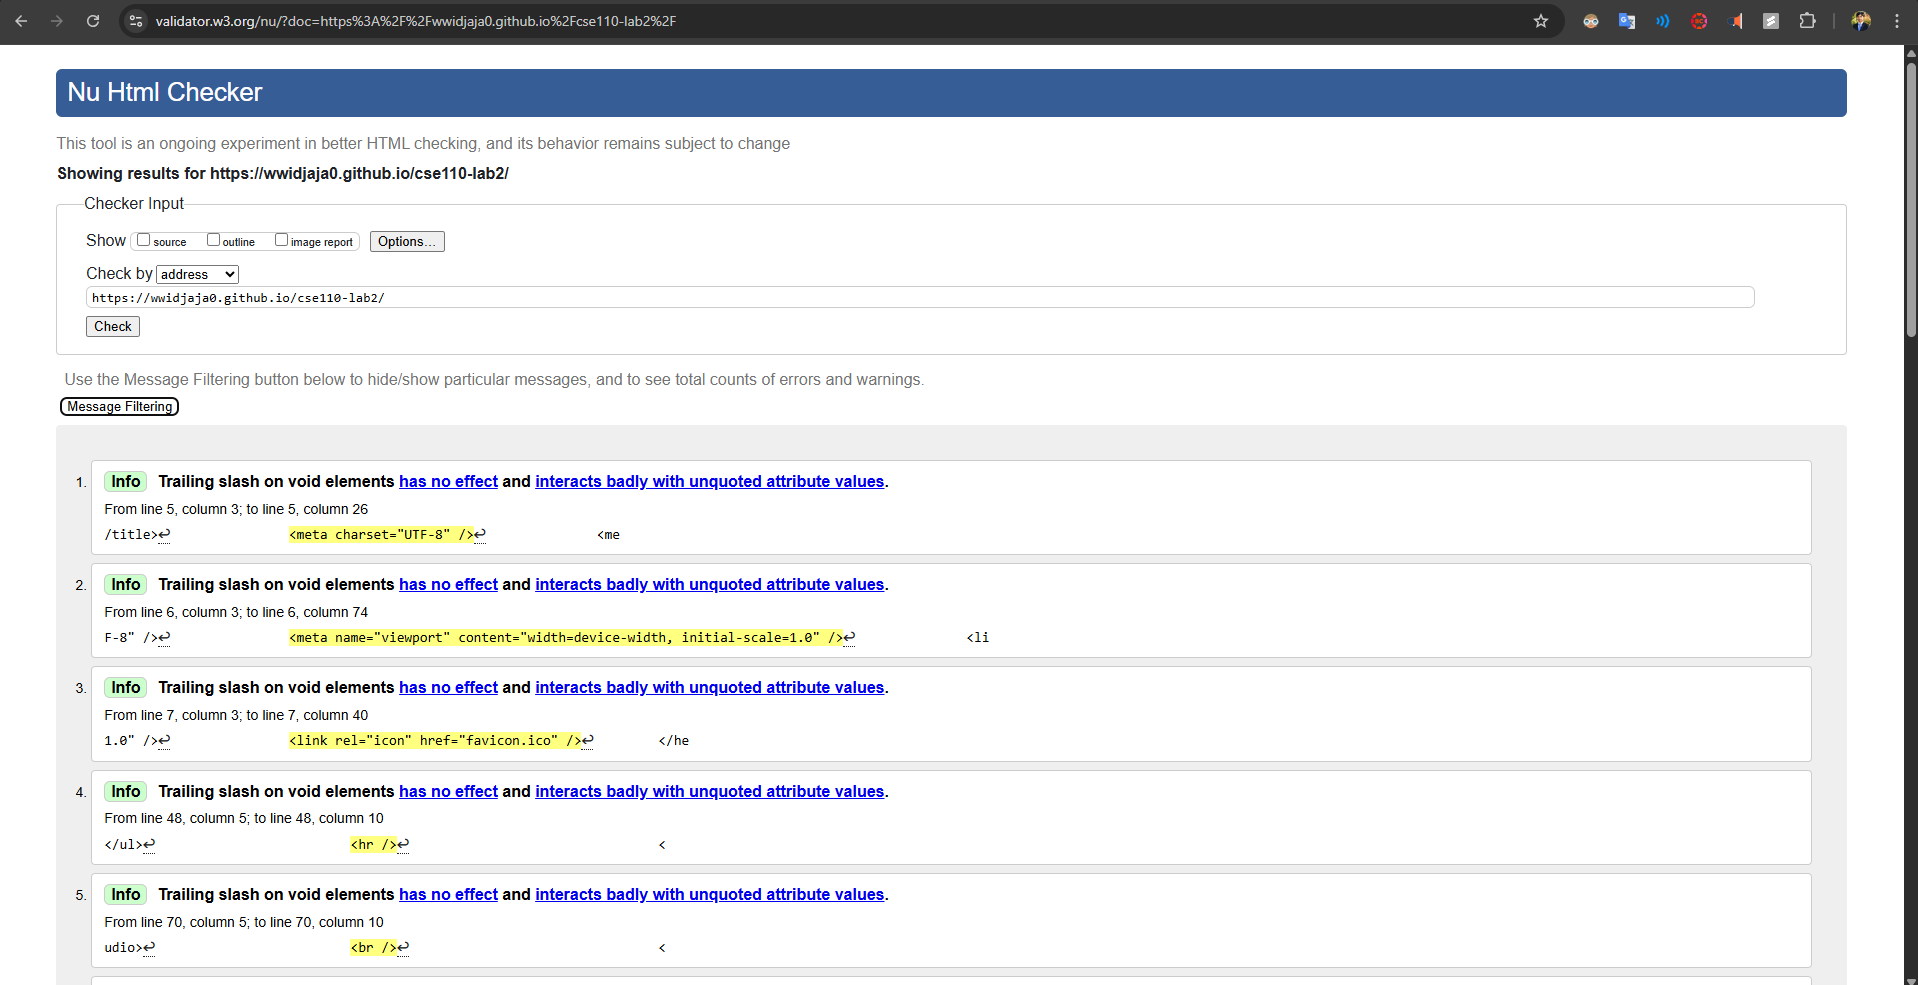 validator.w3.org/nu/?doc=https%3A%2F%2Fwwidjaja0.github.io%2Fcse110-lab2%2F
Nu Html Checker
This tool is an ongoing experiment in better HTML checking, and its behavior remains subject to change
Showing results for https://wwidjaja0.github.io/cse110-lab2/
Checker Input
Show source outline image report Options...
Check by address
https://wwidjaja0.github.io/cse110-lab2/
Check
Use the Message Filtering button below to hide/show particular messages, and to see total counts of errors and warnings.
Message Filtering
1. Info Trailing slash on void elements has no effect and interacts badly with unquoted attribute values.
From line 5, column 3; to line 5, column 26
/title>↩ <meta charset="UTF-8" />↩ <me
2. Info Trailing slash on void elements has no effect and interacts badly with unquoted attribute values.
From line 6, column 3; to line 6, column 74
F-8" />↩ <meta name="viewport" content="width=device-width, initial-scale=1.0" />↩ <li
3. Info Trailing slash on void elements has no effect and interacts badly with unquoted attribute values.
From line 7, column 3; to line 7, column 40
1.0" />↩ <link rel="icon" href="favicon.ico" />↩ </he
4. Info Trailing slash on void elements has no effect and interacts badly with unquoted attribute values.
From line 48, column 5; to line 48, column 10
</ul>↩ <hr />↩ <
5. Info Trailing slash on void elements has no effect and interacts badly with unquoted attribute values.
From line 70, column 5; to line 70, column 10
udio>↩ <br />↩ <